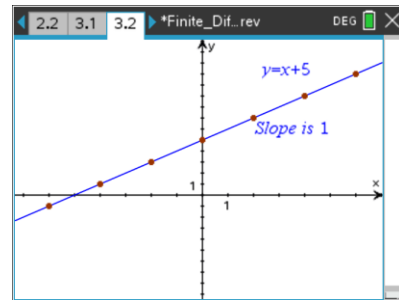 2.2 3.1 3.2 *Finite_Dif...rev DEG
y
y=x+5
Slope is 1
1
x
1